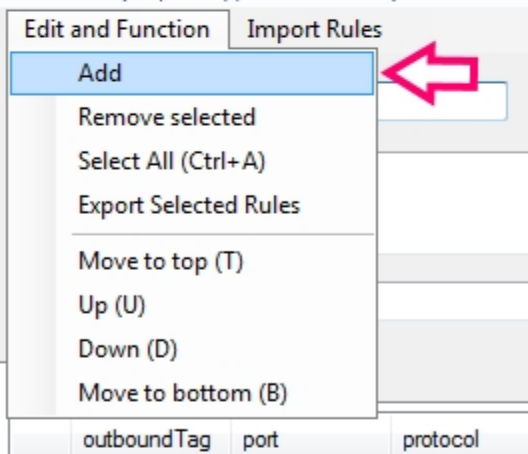 Edit and Function Import Rules
Add
Remove selected
Select All (Ctrl+A)
Export Selected Rules
Move to top (T)
Up (U)
Down (D)
Move to bottom (B)
outboundTag port protocol